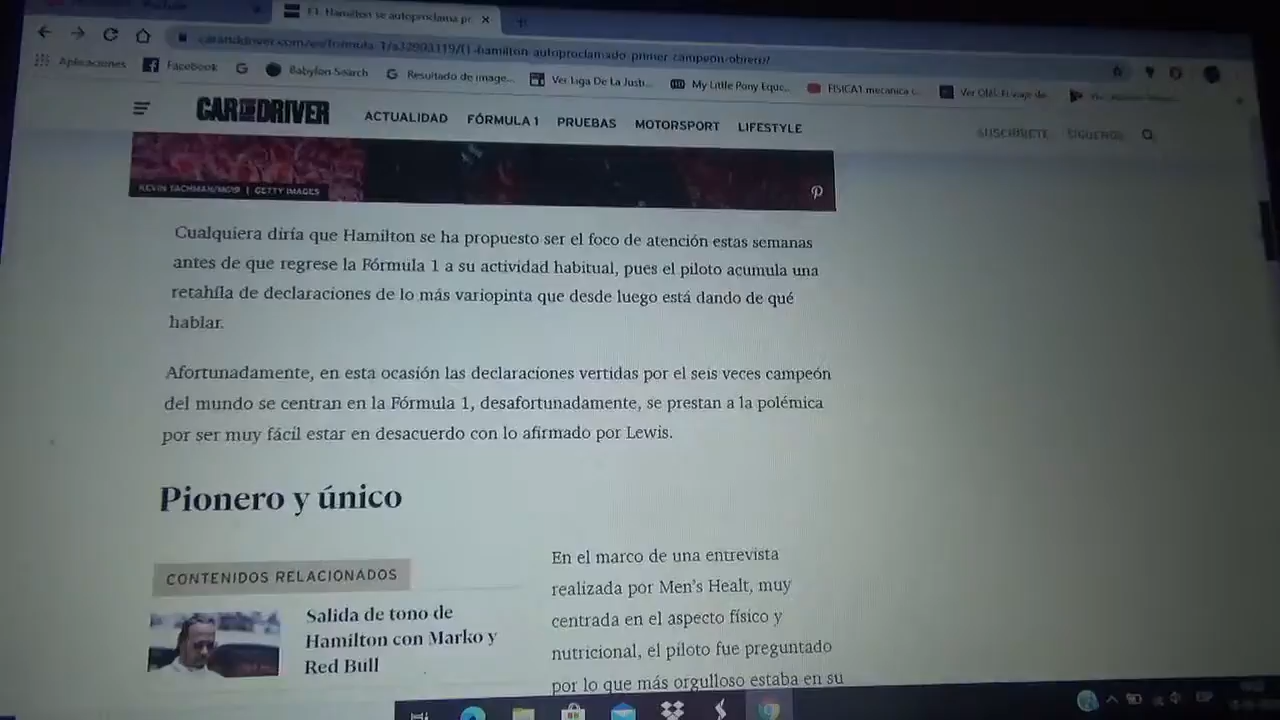 F1. Hamilton se autoproclama pr
caranddriver.com/es/formula-1/a32903119/f1-hamilton-autoproclamado-primer-campeon-obrero/
Aplicaciones
Facebook
Babylon Search
Resultado de image...
Ver Liga De La Justi...
My Little Pony Eque...
FISICA1 mecanica
CAR AND DRIVER
ACTUALIDAD FÓRMULA 1 PRUEBAS MOTORSPORT LIFESTYLE
SUSCRÍBETE SÍGUENOS
KEVIN | GETTY IMAGES
Cualquiera diría que Hamilton se ha propuesto ser el foco de atención estas semanas
antes de que regrese la Fórmula 1 a su actividad habitual, pues el piloto acumula una
retahíla de declaraciones de lo más variopinta que desde luego está dando de qué
hablar.
Afortunadamente, en esta ocasión las declaraciones vertidas por el seis veces campeón
del mundo se centran en la Fórmula 1, desafortunadamente, se prestan a la polémica
por ser muy fácil estar en desacuerdo con lo afirmado por Lewis.
Pionero y único
CONTENIDOS RELACIONADOS
Salida de tono de
Hamilton con Marko y
Red Bull
En el marco de una entrevista
realizada por Men's Healt, muy
centrada en el aspecto físico y
nutricional, el piloto fue preguntado
por lo que más orgulloso estaba en su